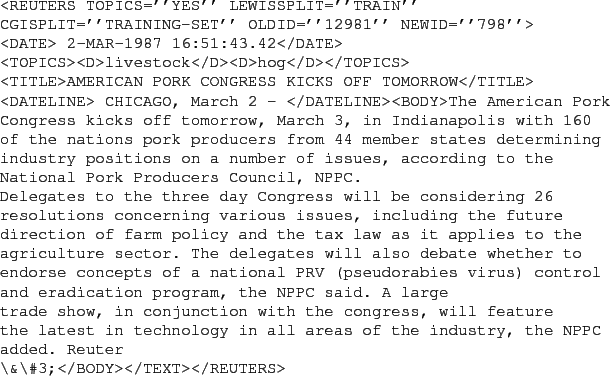 <REUTERS TOPICS=''YES'' LEWISSPLIT=''TRAIN''
CGISPLIT=''TRAINING-SET'' OLDID=''12981'' NEWID=''798''>
<DATE> 2-MAR-1987 16:51:43.42</DATE>
<TOPICS><D>livestock</D><D>hog</D></TOPICS>
<TITLE>AMERICAN PORK CONGRESS KICKS OFF TOMORROW</TITLE>
<DATELINE> CHICAGO, March 2 - </DATELINE><BODY>The American Pork
Congress kicks off tomorrow, March 3, in Indianapolis with 160
of the nations pork producers from 44 member states determining
industry positions on a number of issues, according to the
National Pork Producers Council, NPPC.
Delegates to the three day Congress will be considering 26
resolutions concerning various issues, including the future
direction of farm policy and the tax law as it applies to the
agriculture sector. The delegates will also debate whether to
endorse concepts of a national PRV (pseudorabies virus) control
and eradication program, the NPPC said. A large
trade show, in conjunction with the congress, will feature
the latest in technology in all areas of the industry, the NPPC
added. Reuter
\&\#3;</BODY></TEXT></REUTERS>